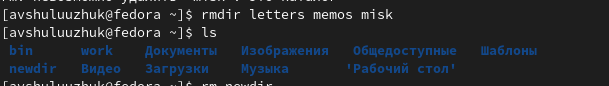 [avshuluuzhuk@fedora ~]$ rmdir letters memos misk
[avshuluuzhuk@fedora ~]$ ls
bin work Документы Изображения Общедоступные Шаблоны
newdir Видео Загрузки Музыка 'Рабочий стол'
[avshuluuzhuk@fedora ~]$ rm newdir